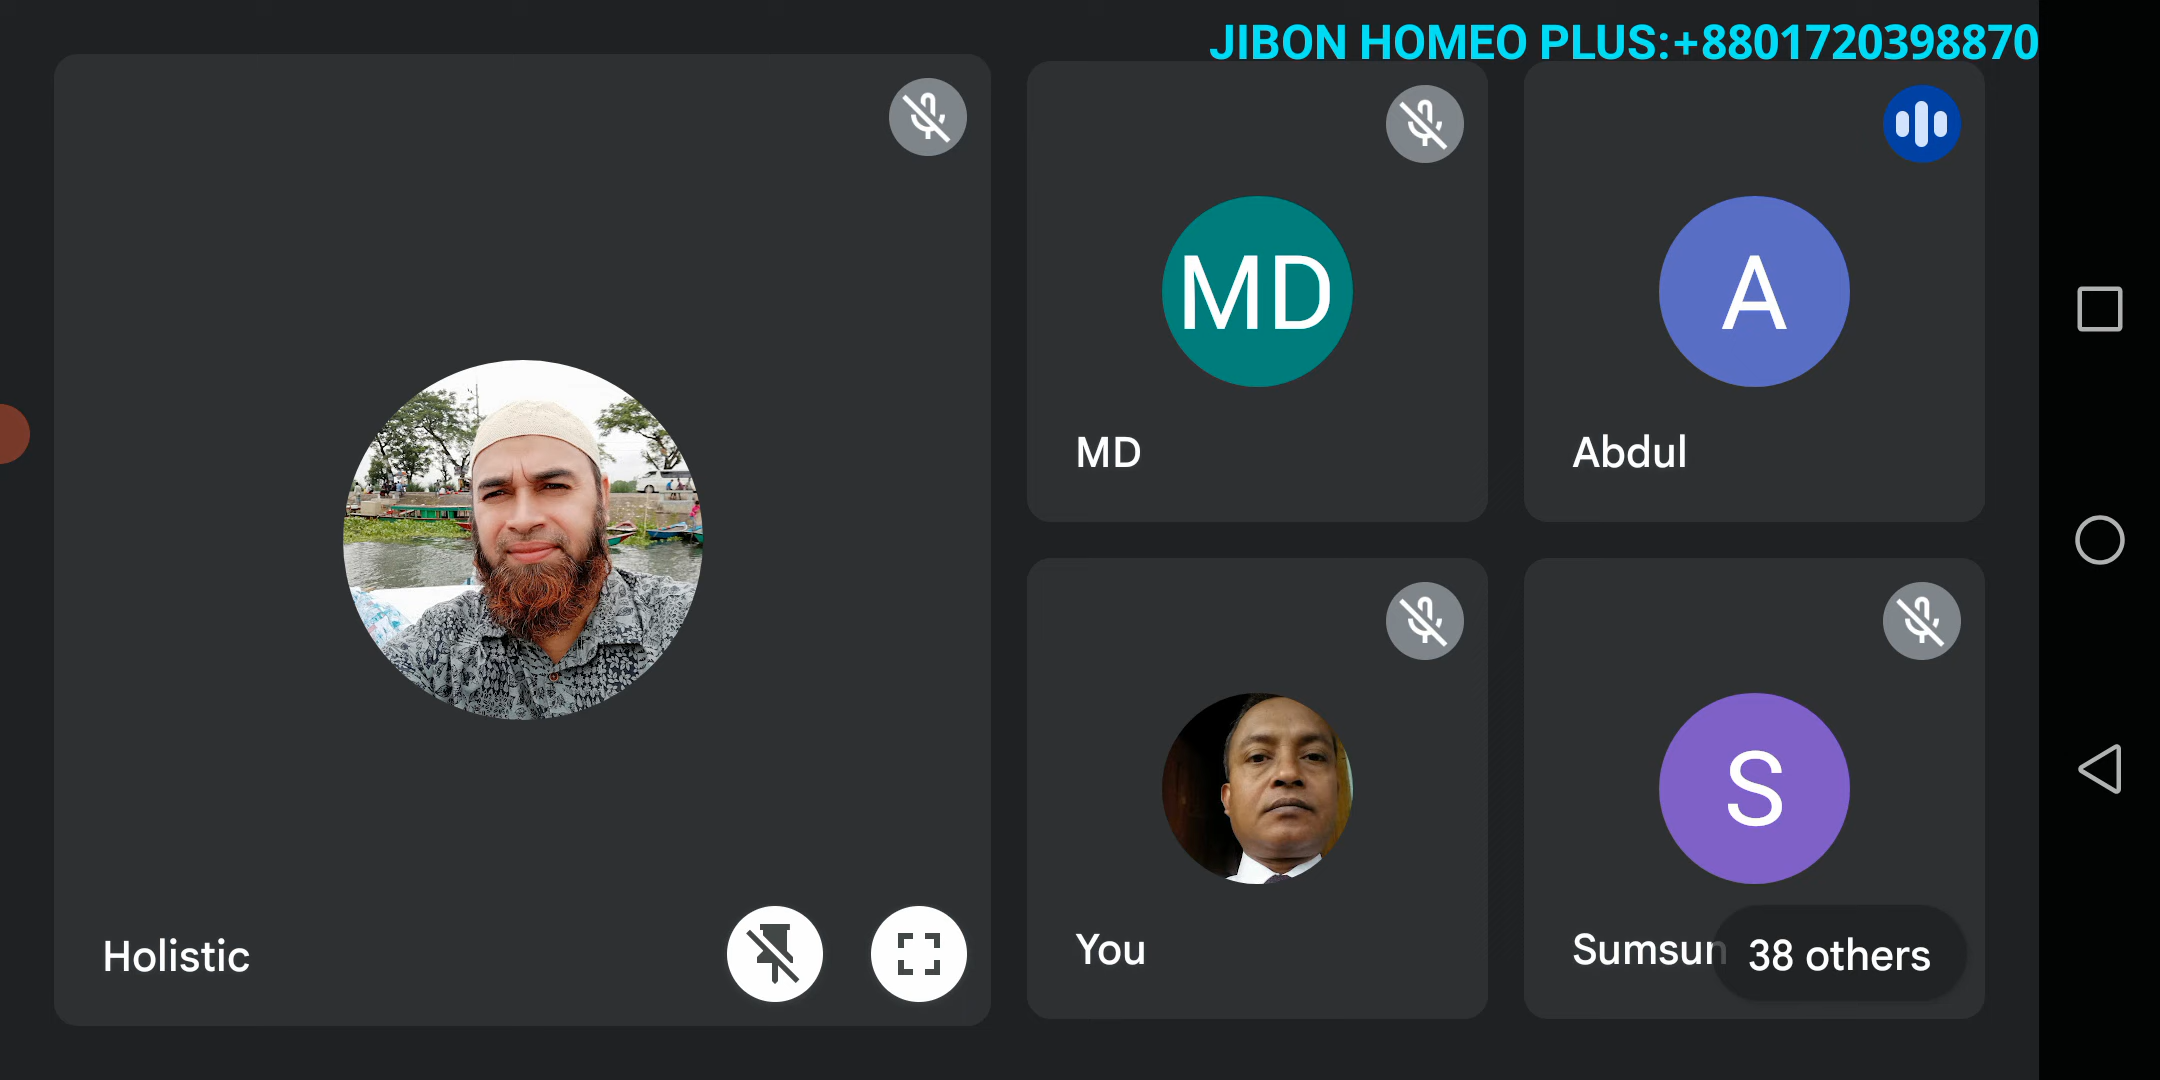 JIBON HOMEO PLUS:+8801720398870
MD
A
MD
Abdul
S
Holistic
You
Sumsun
38 others